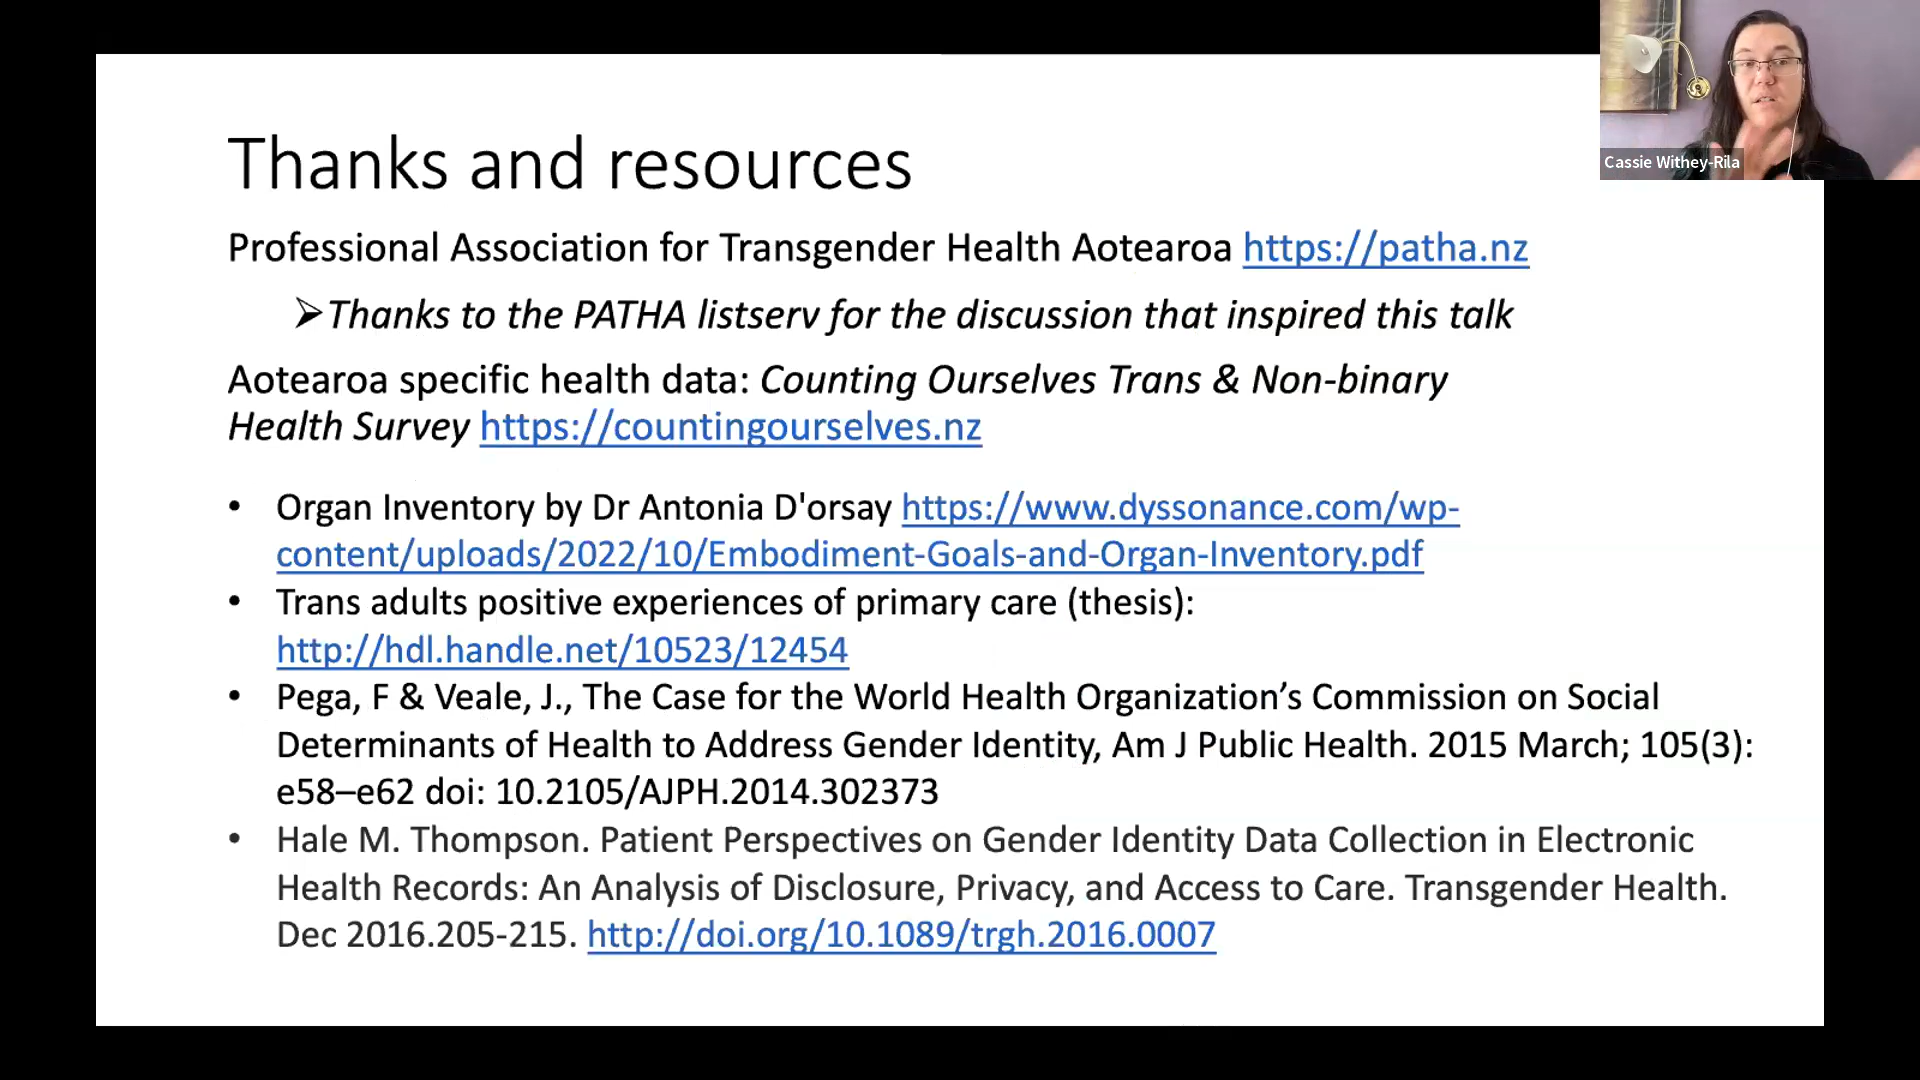 Cassie Withey-Rila
Thanks and resources
Professional Association for Transgender Health Aotearoa https://patha.nz
➢Thanks to the PATHA listserv for the discussion that inspired this talk
Aotearoa specific health data: Counting Ourselves Trans & Non-binary
Health Survey https://countingourselves.nz
• Organ Inventory by Dr Antonia D'orsay https://www.dyssonance.com/wp-
content/uploads/2022/10/Embodiment-Goals-and-Organ-Inventory.pdf
• Trans adults positive experiences of primary care (thesis):
http://hdl.handle.net/10523/12454
• Pega, F & Veale, J., The Case for the World Health Organization’s Commission on Social
Determinants of Health to Address Gender Identity, Am J Public Health. 2015 March; 105(3):
e58–e62 doi: 10.2105/AJPH.2014.302373
• Hale M. Thompson. Patient Perspectives on Gender Identity Data Collection in Electronic
Health Records: An Analysis of Disclosure, Privacy, and Access to Care. Transgender Health.
Dec 2016.205-215. http://doi.org/10.1089/trgh.2016.0007